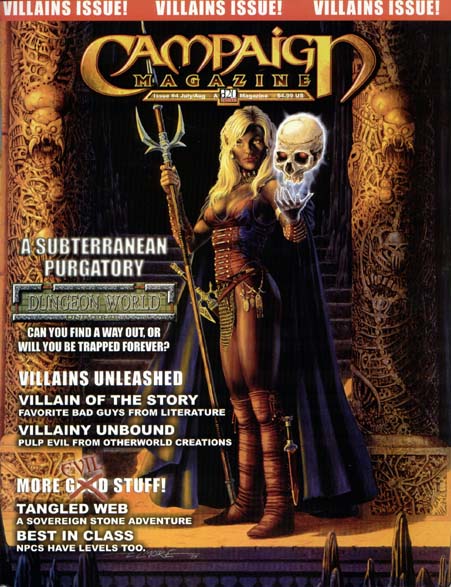 VILLAINS ISSUE! VILLAINS ISSUE! VILLAINS ISSUE!
CAMPAIGN
MAGAZINE
Issue #4 July/Aug A d20 Magazine $4.99 US
A SUBTERRANEAN
PURGATORY
DUNGEON WORLD
UNIVERSE
CAN YOU FIND A WAY OUT, OR
WILL YOU BE TRAPPED FOREVER?
VILLAINS UNLEASHED
VILLAIN OF THE STORY
FAVORITE BAD GUYS FROM LITERATURE
VILLAINY UNBOUND
PULP EVIL FROM OTHERWORLD CREATIONS
EVIL
MORE GOOD STUFF!
TANGLED WEB
A SOVEREIGN STONE ADVENTURE
BEST IN CLASS
NPCS HAVE LEVELS TOO.
ELMORE